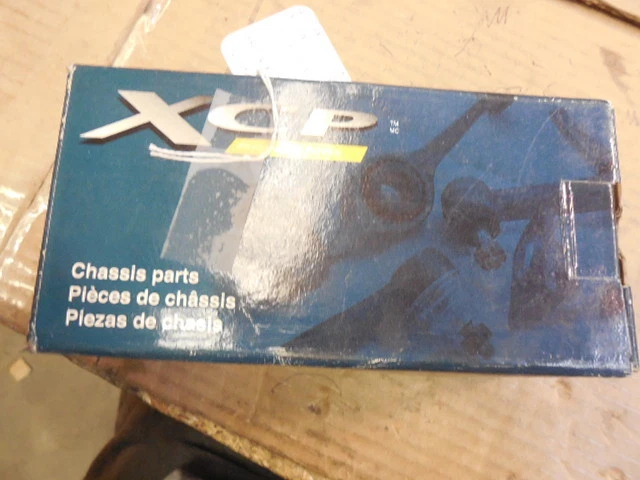 XCP
TM
MC
Chassis parts
Pièces de châssis
Piezas de chasis